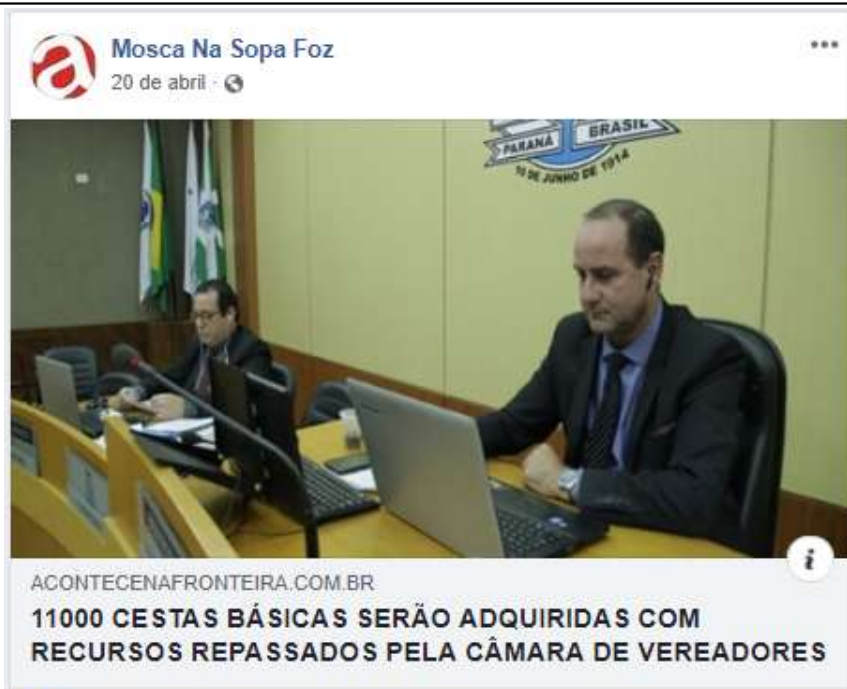 Mosca Na Sopa Foz
20 de abril ·
PARANÁ
BRASIL
10 DE JUNHO DE 1914
ACONTECENAFRONTEIRA.COM.BR
11000 CESTAS BÁSICAS SERÃO ADQUIRIDAS COM
RECURSOS REPASSADOS PELA CÂMARA DE VEREADORES